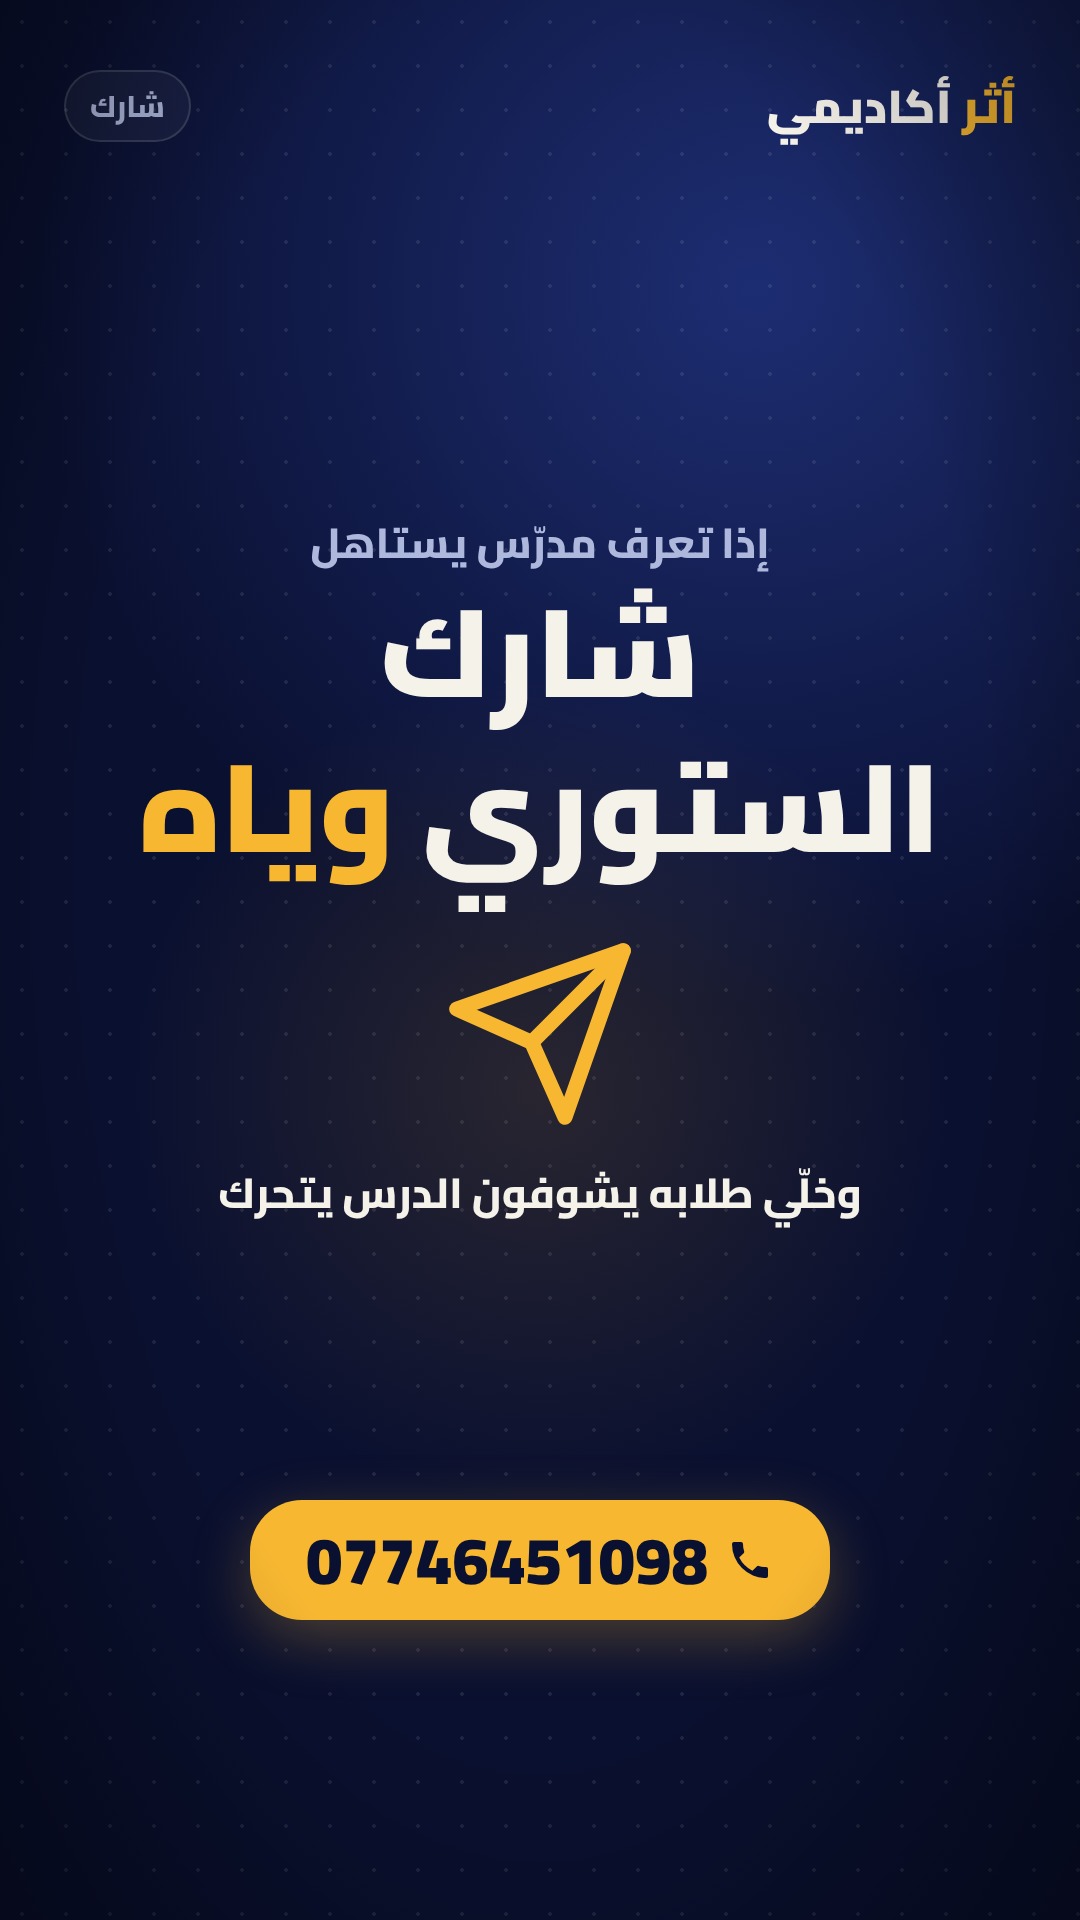 أثر أكاديمي
شارك
إذا تعرف مدرّس يستاهل
شارك
الستوري وياه
وخلّي طلابه يشوفون الدرس يتحرك
07746451098